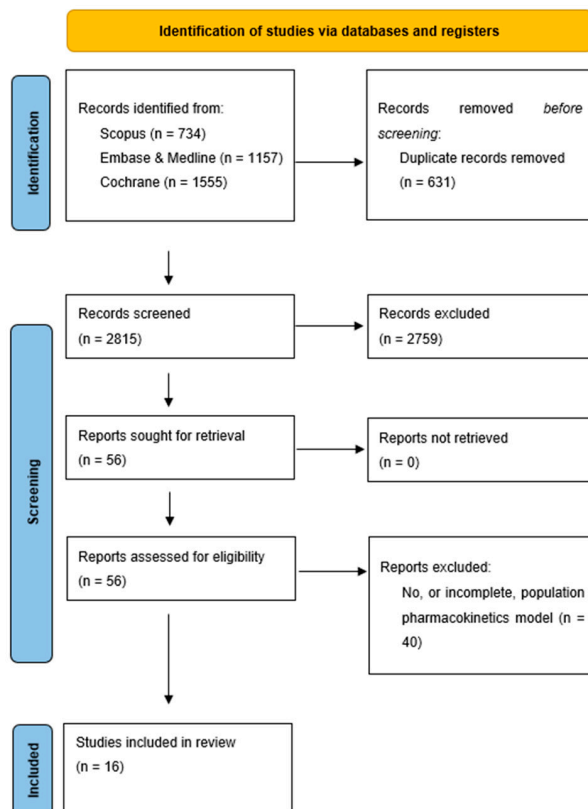 Identification of studies via databases and registers
Identification
Records identified from:
Scopus (n = 734)
Embase & Medline (n = 1157)
Cochrane (n = 1555)
Records removed before
screening:
Duplicate records removed
(n = 631)
Screening
Records screened
(n = 2815)
Records excluded
(n = 2759)
Reports sought for retrieval
(n = 56)
Reports not retrieved
(n = 0)
Reports assessed for eligibility
(n = 56)
Reports excluded:
No, or incomplete, population
pharmacokinetics model (n =
40)
Included
Studies included in review
(n = 16)